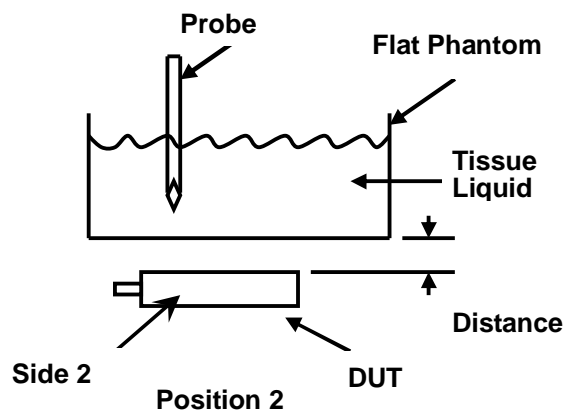 Probe
Flat Phantom
Tissue
Liquid
Distance
Side 2
DUT
Position 2